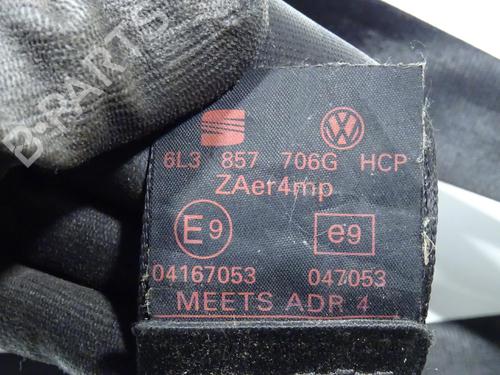 B-PARTS
6L3 857 706G HCP
ZAer4mp
E9 e9
04167053 047053
MEETS ADR 4